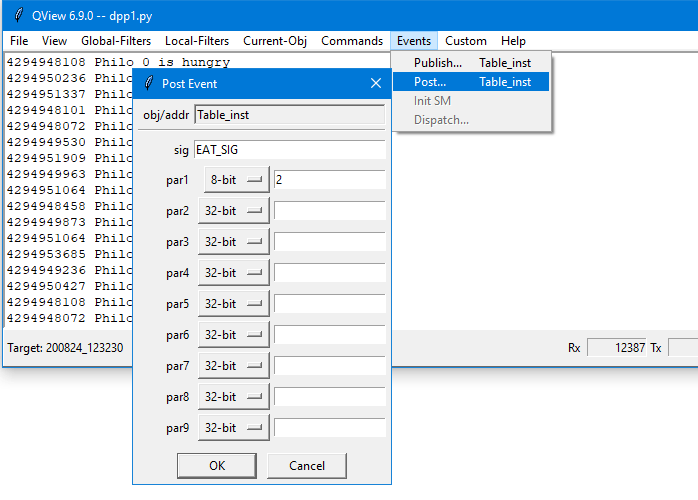 QView 6.9.0 -- dpp1.py
File View Global-Filters Local-Filters Current-Obj Commands Events Custom Help
4294948108 Philo 0 is hungry
4294950236 Philo
4294951337 Philo
4294948101 Philo
4294948072 Philo
4294949530 Philo
4294951909 Philo
4294949963 Philo
4294951064 Philo
4294948458 Philo
4294949873 Philo
4294951064 Philo
4294953685 Philo
4294949236 Philo
4294950427 Philo
4294948108 Philo
4294948072 Philo
Publish... Table_inst
Post... Table_inst
Init SM
Dispatch...
Post Event
obj/addr Table_inst
sig EAT_SIG
par1 8-bit 2
par2 32-bit
par3 32-bit
par4 32-bit
par5 32-bit
par6 32-bit
par7 32-bit
par8 32-bit
par9 32-bit
OK Cancel
Target: 200824_123230 Rx 12387 Tx